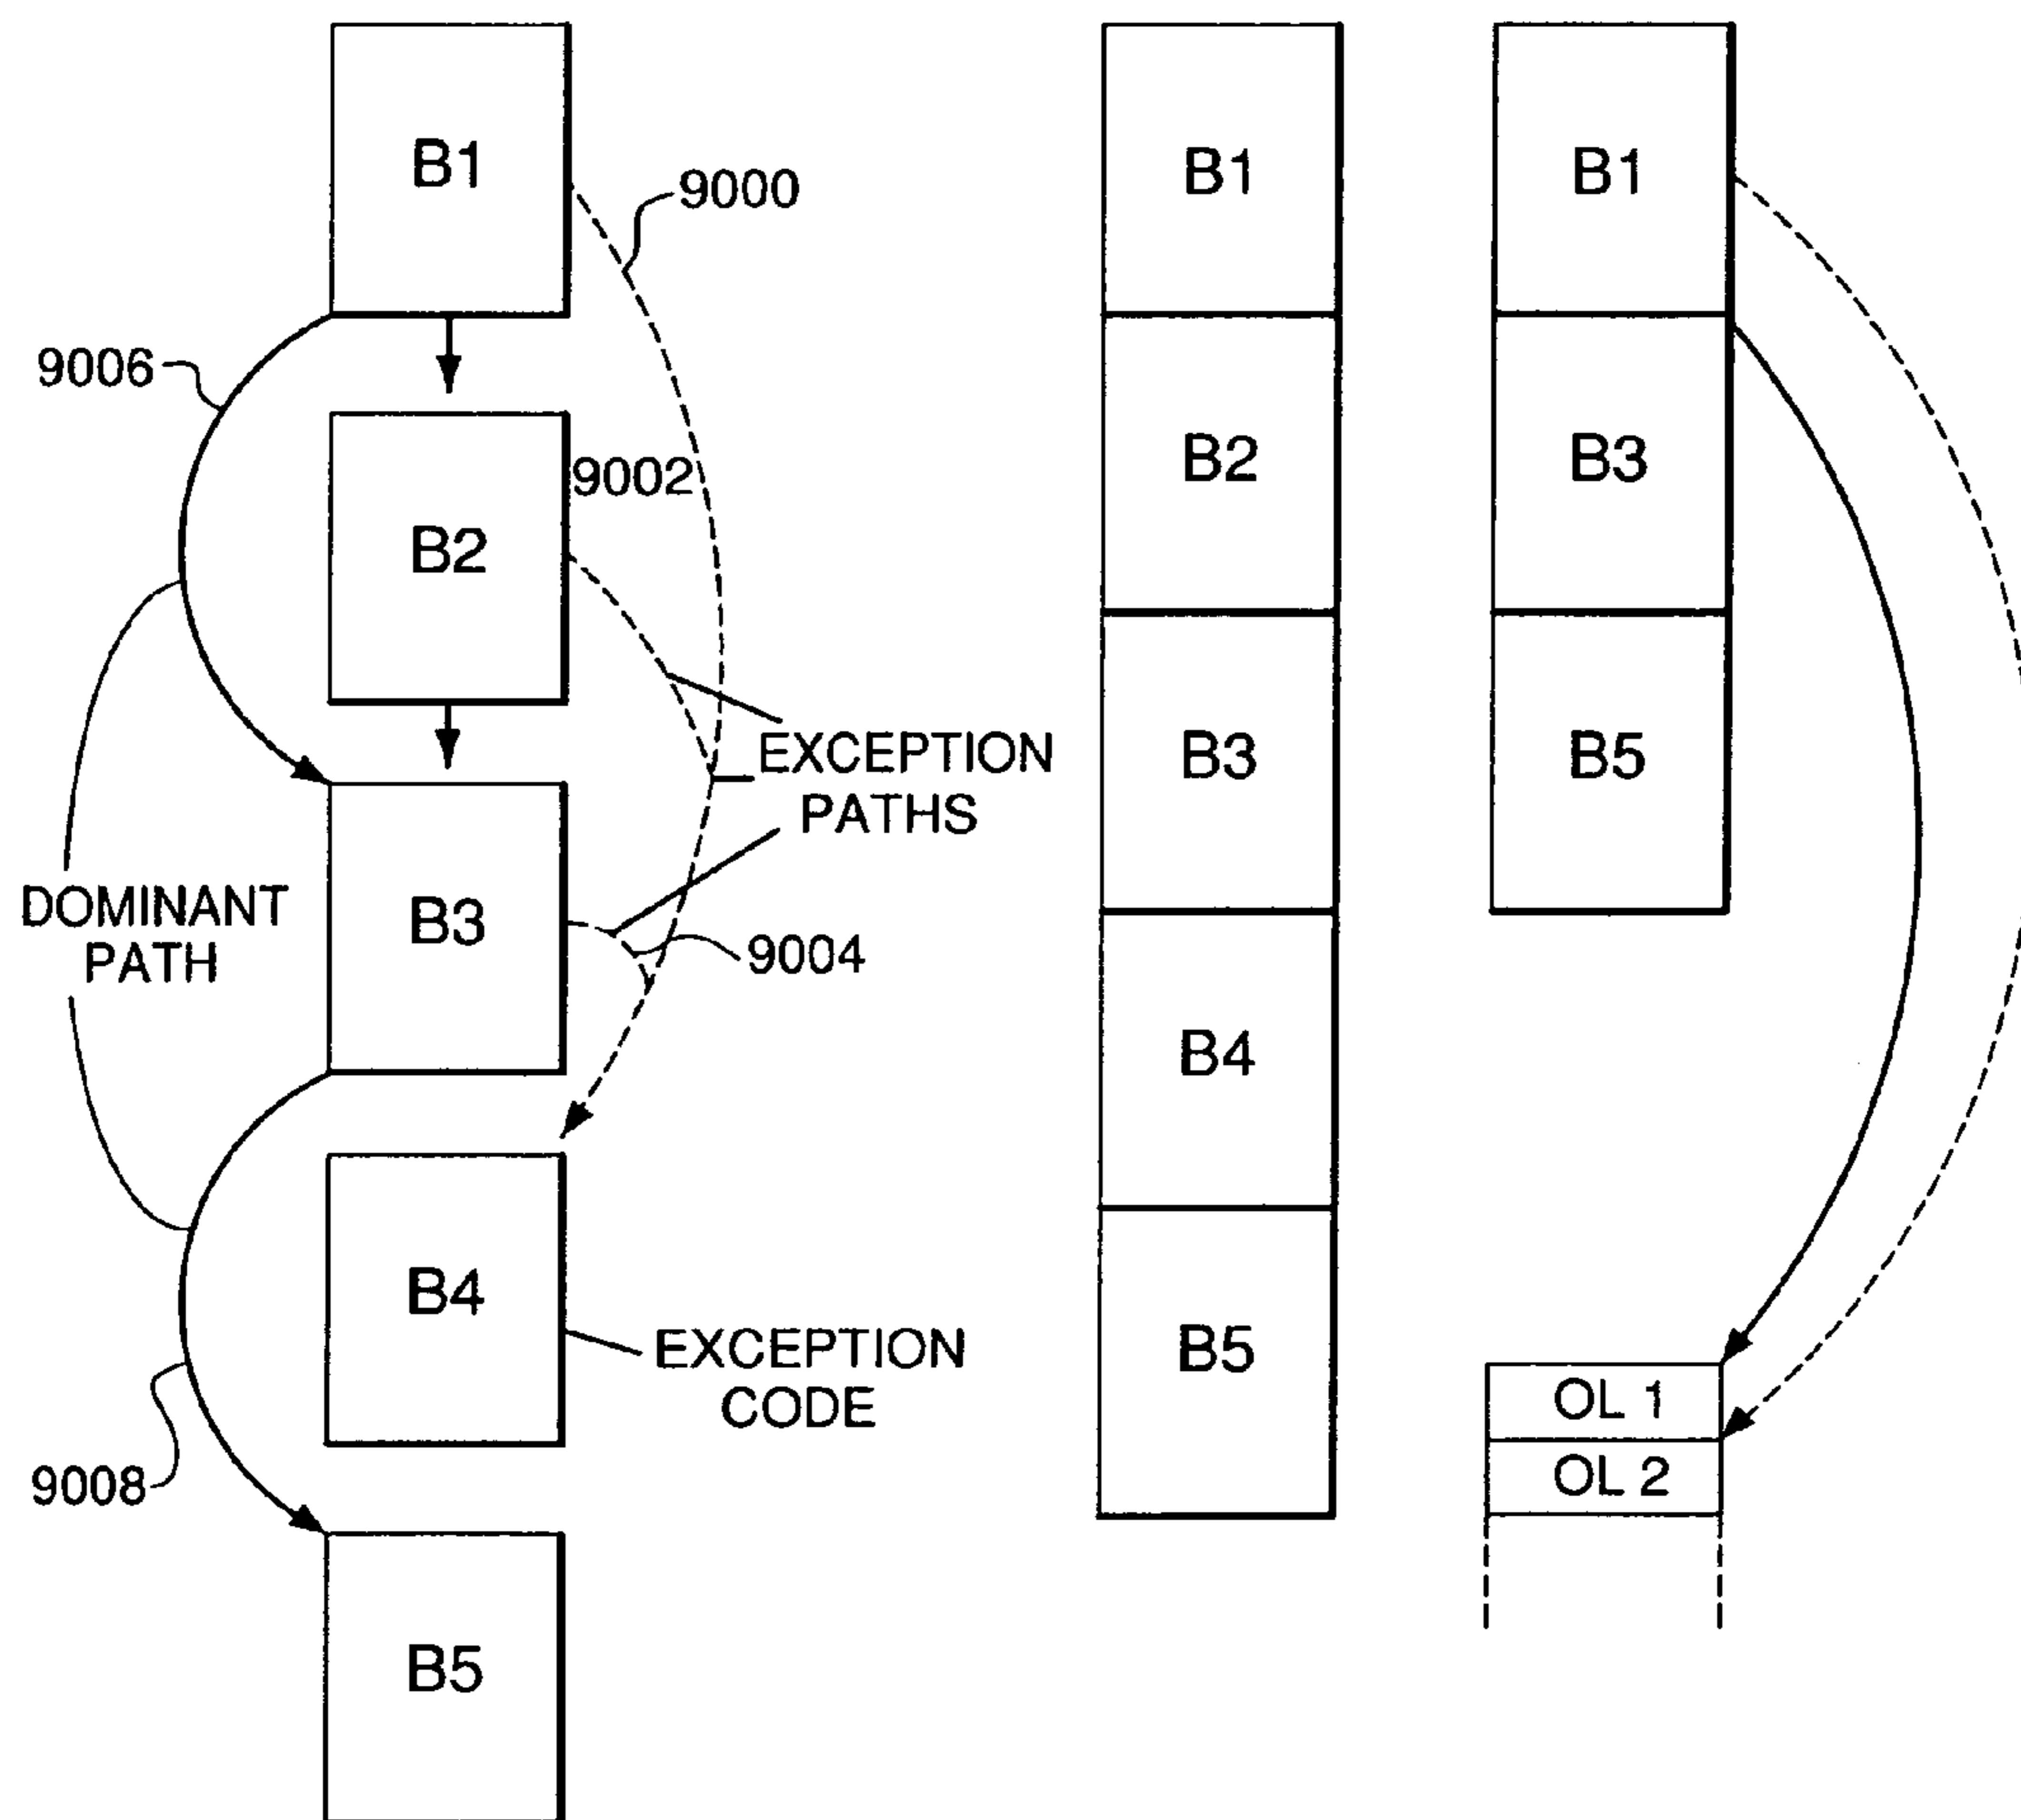 B1
9000
9006
B2
9002
EXCEPTION
PATHS
DOMINANT
PATH
B3
9004
B4
EXCEPTION
CODE
9008
B5
B1
B2
B3
B4
B5
B1
B3
B5
OL 1
OL 2